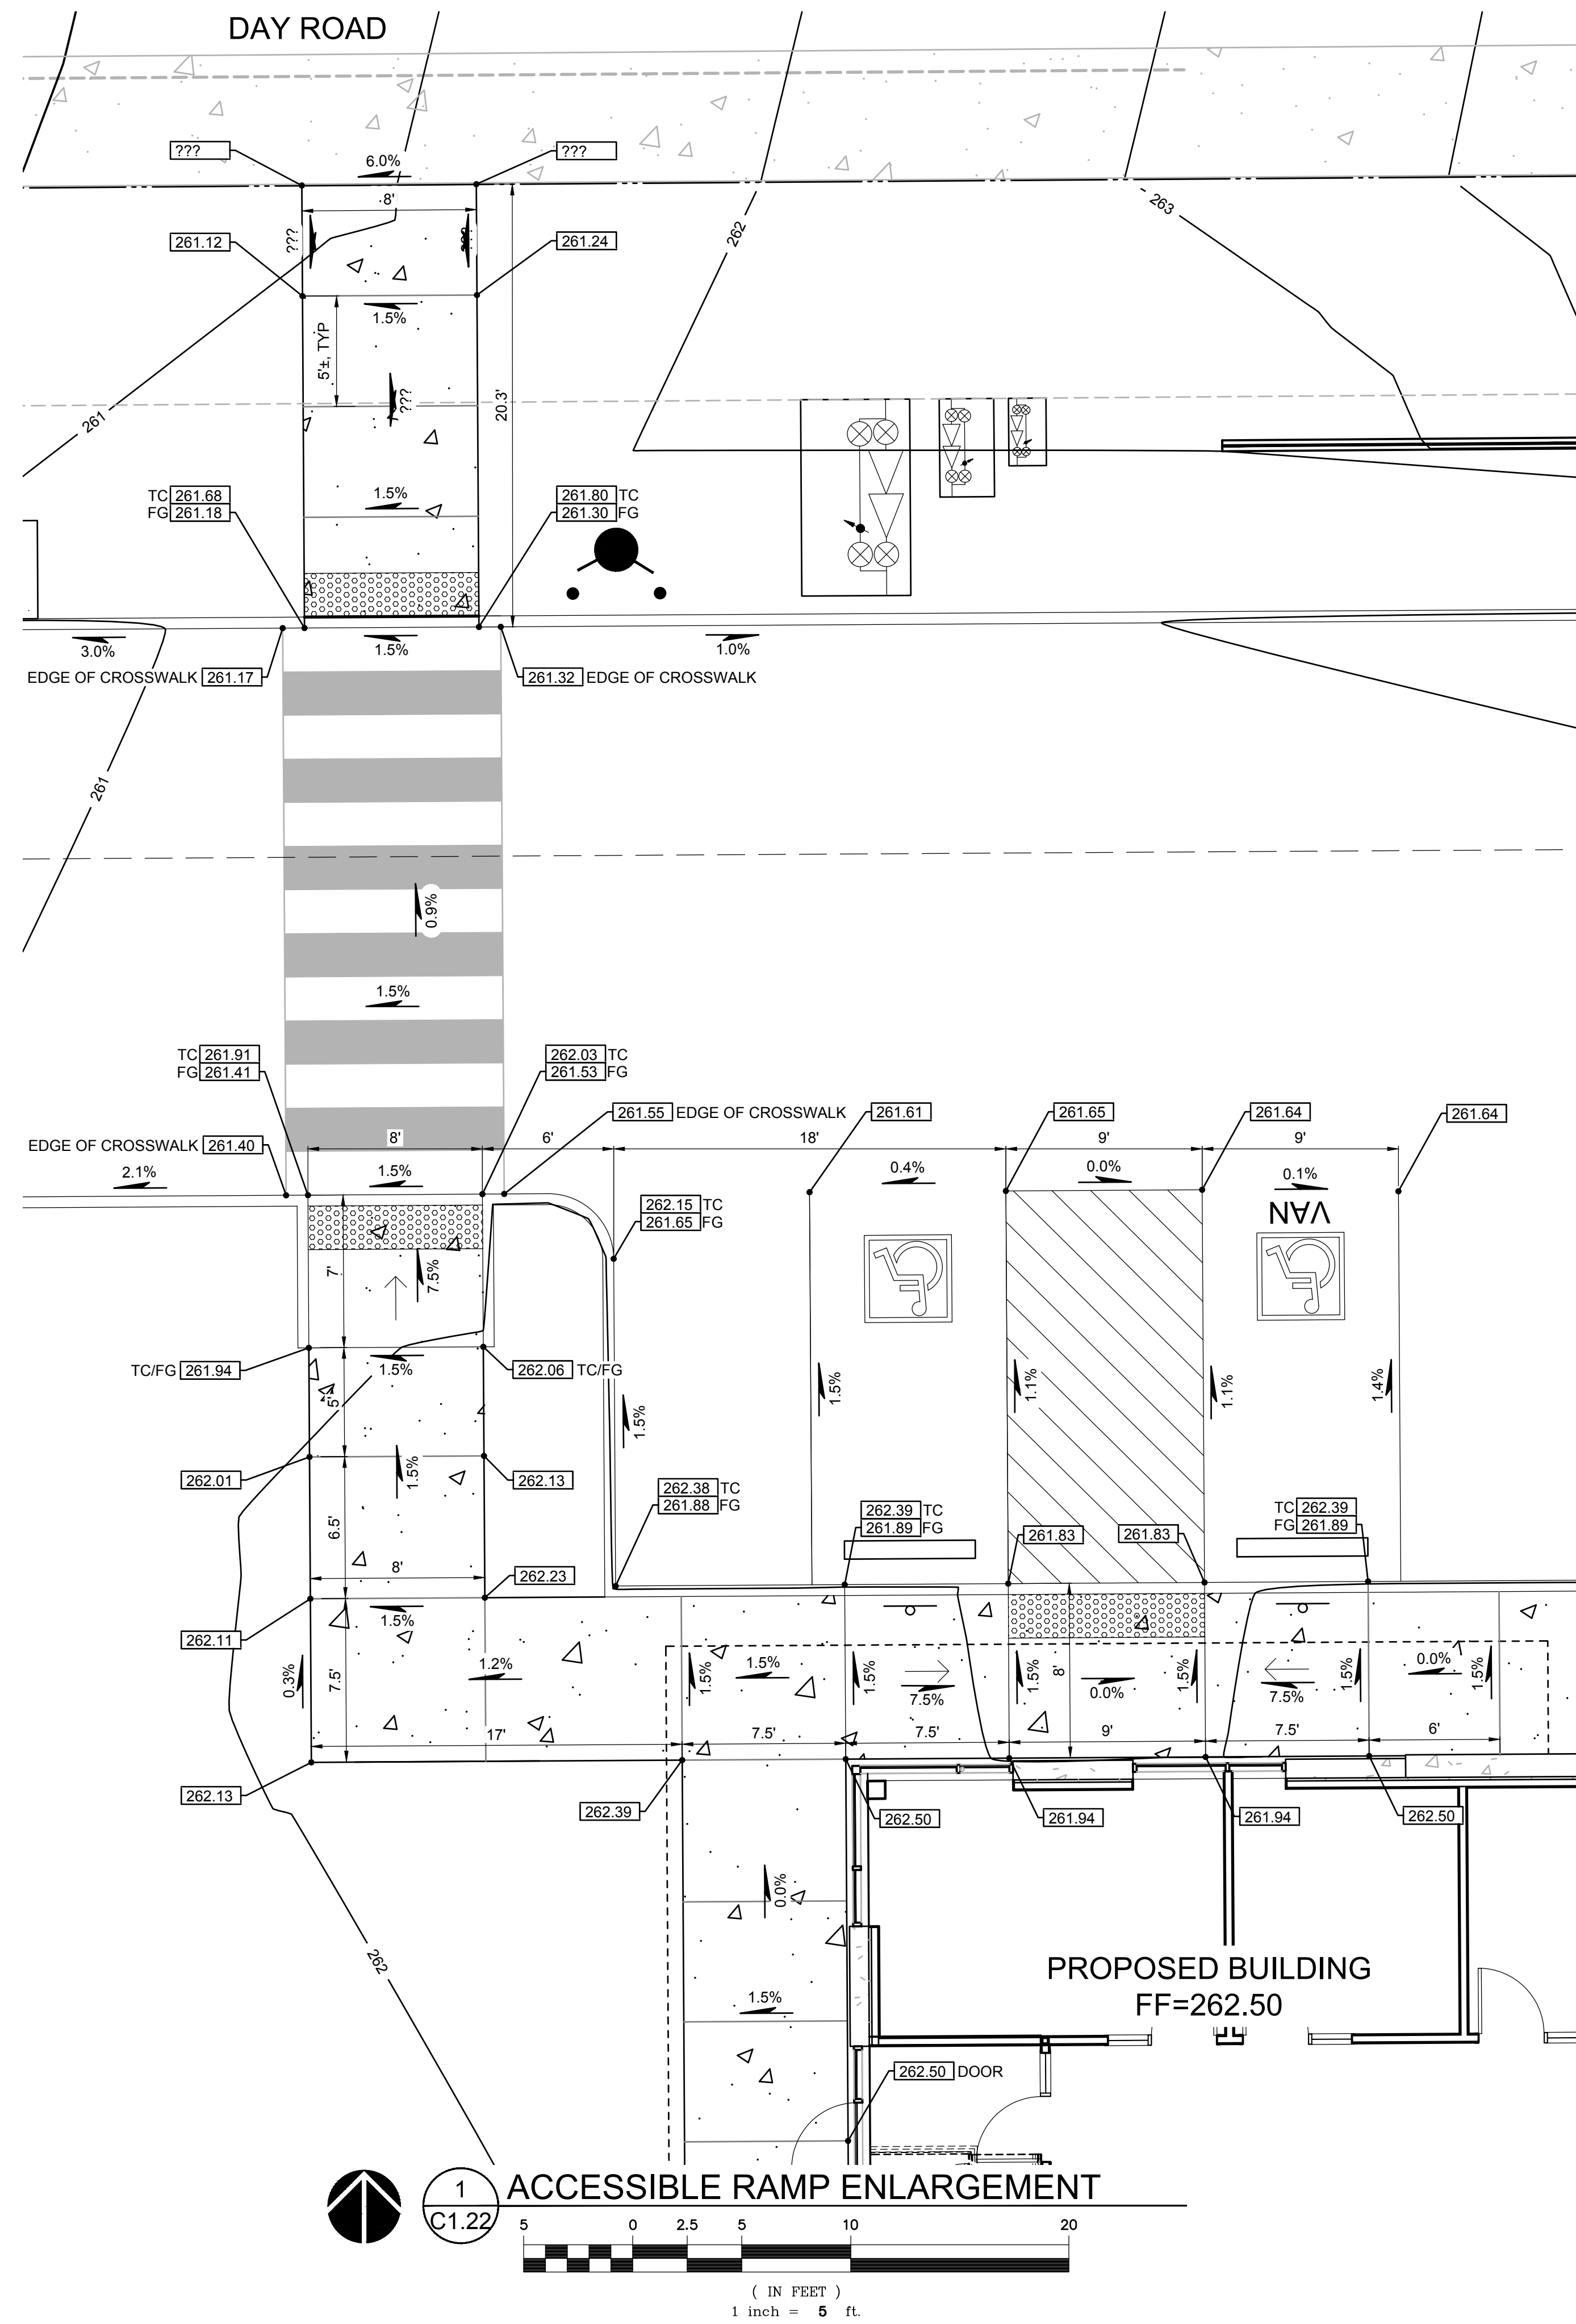 DAY ROAD
???
6.0%
???
8'
???
???
261.12
261.24
263
262
1.5%
5'±, TYP
???
20.3'
261
TC 261.68
FG 261.18
1.5%
261.80 TC
261.30 FG
3.0%
1.5%
1.0%
EDGE OF CROSSWALK 261.17
261.32 EDGE OF CROSSWALK
261
0.9%
1.5%
TC 261.91
FG 261.41
262.03 TC
261.53 FG
261.55 EDGE OF CROSSWALK
261.61
261.65
261.64
261.64
EDGE OF CROSSWALK 261.40
8'
6'
18'
9'
9'
2.1%
1.5%
0.4%
0.0%
0.1%
262.15 TC
261.65 FG
VAN
7'
7.5%
TC/FG 261.94
1.5%
262.06 TC/FG
5'
1.5%
1.5%
1.1%
1.1%
1.4%
262.01
1.5%
262.13
262.38 TC
261.88 FG
262.39 TC
261.89 FG
TC 262.39
FG 261.89
261.83
261.83
6.5'
8'
262.23
262.11
1.5%
0.3%
7.5'
1.2%
1.5%
1.5%
1.5%
7.5%
1.5%
8'
0.0%
1.5%
7.5%
1.5%
0.0%
1.5%
17'
7.5'
7.5'
9'
7.5'
6'
262.13
262.39
262.50
261.94
261.94
262.50
0.0%
262
1.5%
PROPOSED BUILDING
FF=262.50
262.50 DOOR
1
C1.22
ACCESSIBLE RAMP ENLARGEMENT
5 0 2.5 5 10 20
( IN FEET )
1 inch = 5 ft.